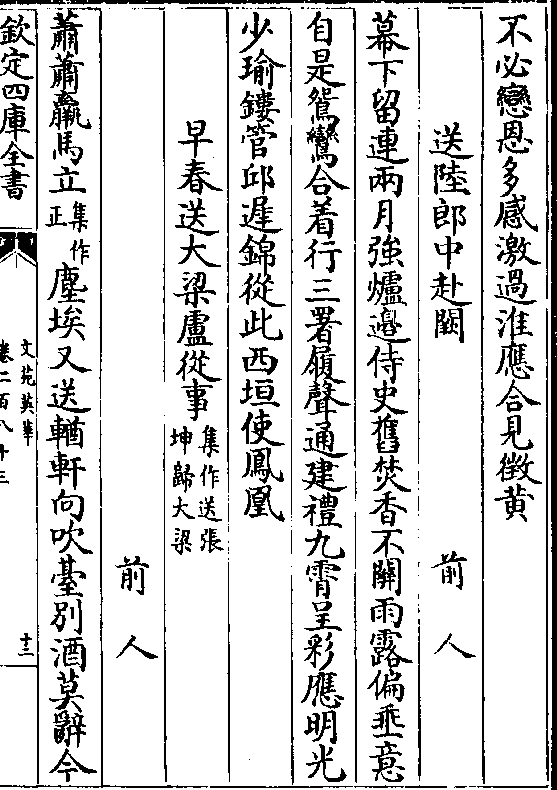 不必戀恩多感激過淮應合見徵黄
送陸郎中赴闕
前人
幕下留連兩月強爐邉侍史舊焚香不闗雨露偏垂意
自是鴛鸞合着行三署履聲通建禮九霄呈彩應明光
少瑜鏤管邱遲錦從此西垣使鳳凰
早春送大梁盧從事集作送張坤歸大梁
前人
蕭蕭羸馬立集作正塵埃又送輶軒向吹臺别酒莫辭今
欽定四庫全書
文苑英華
卷二百八十三
十三